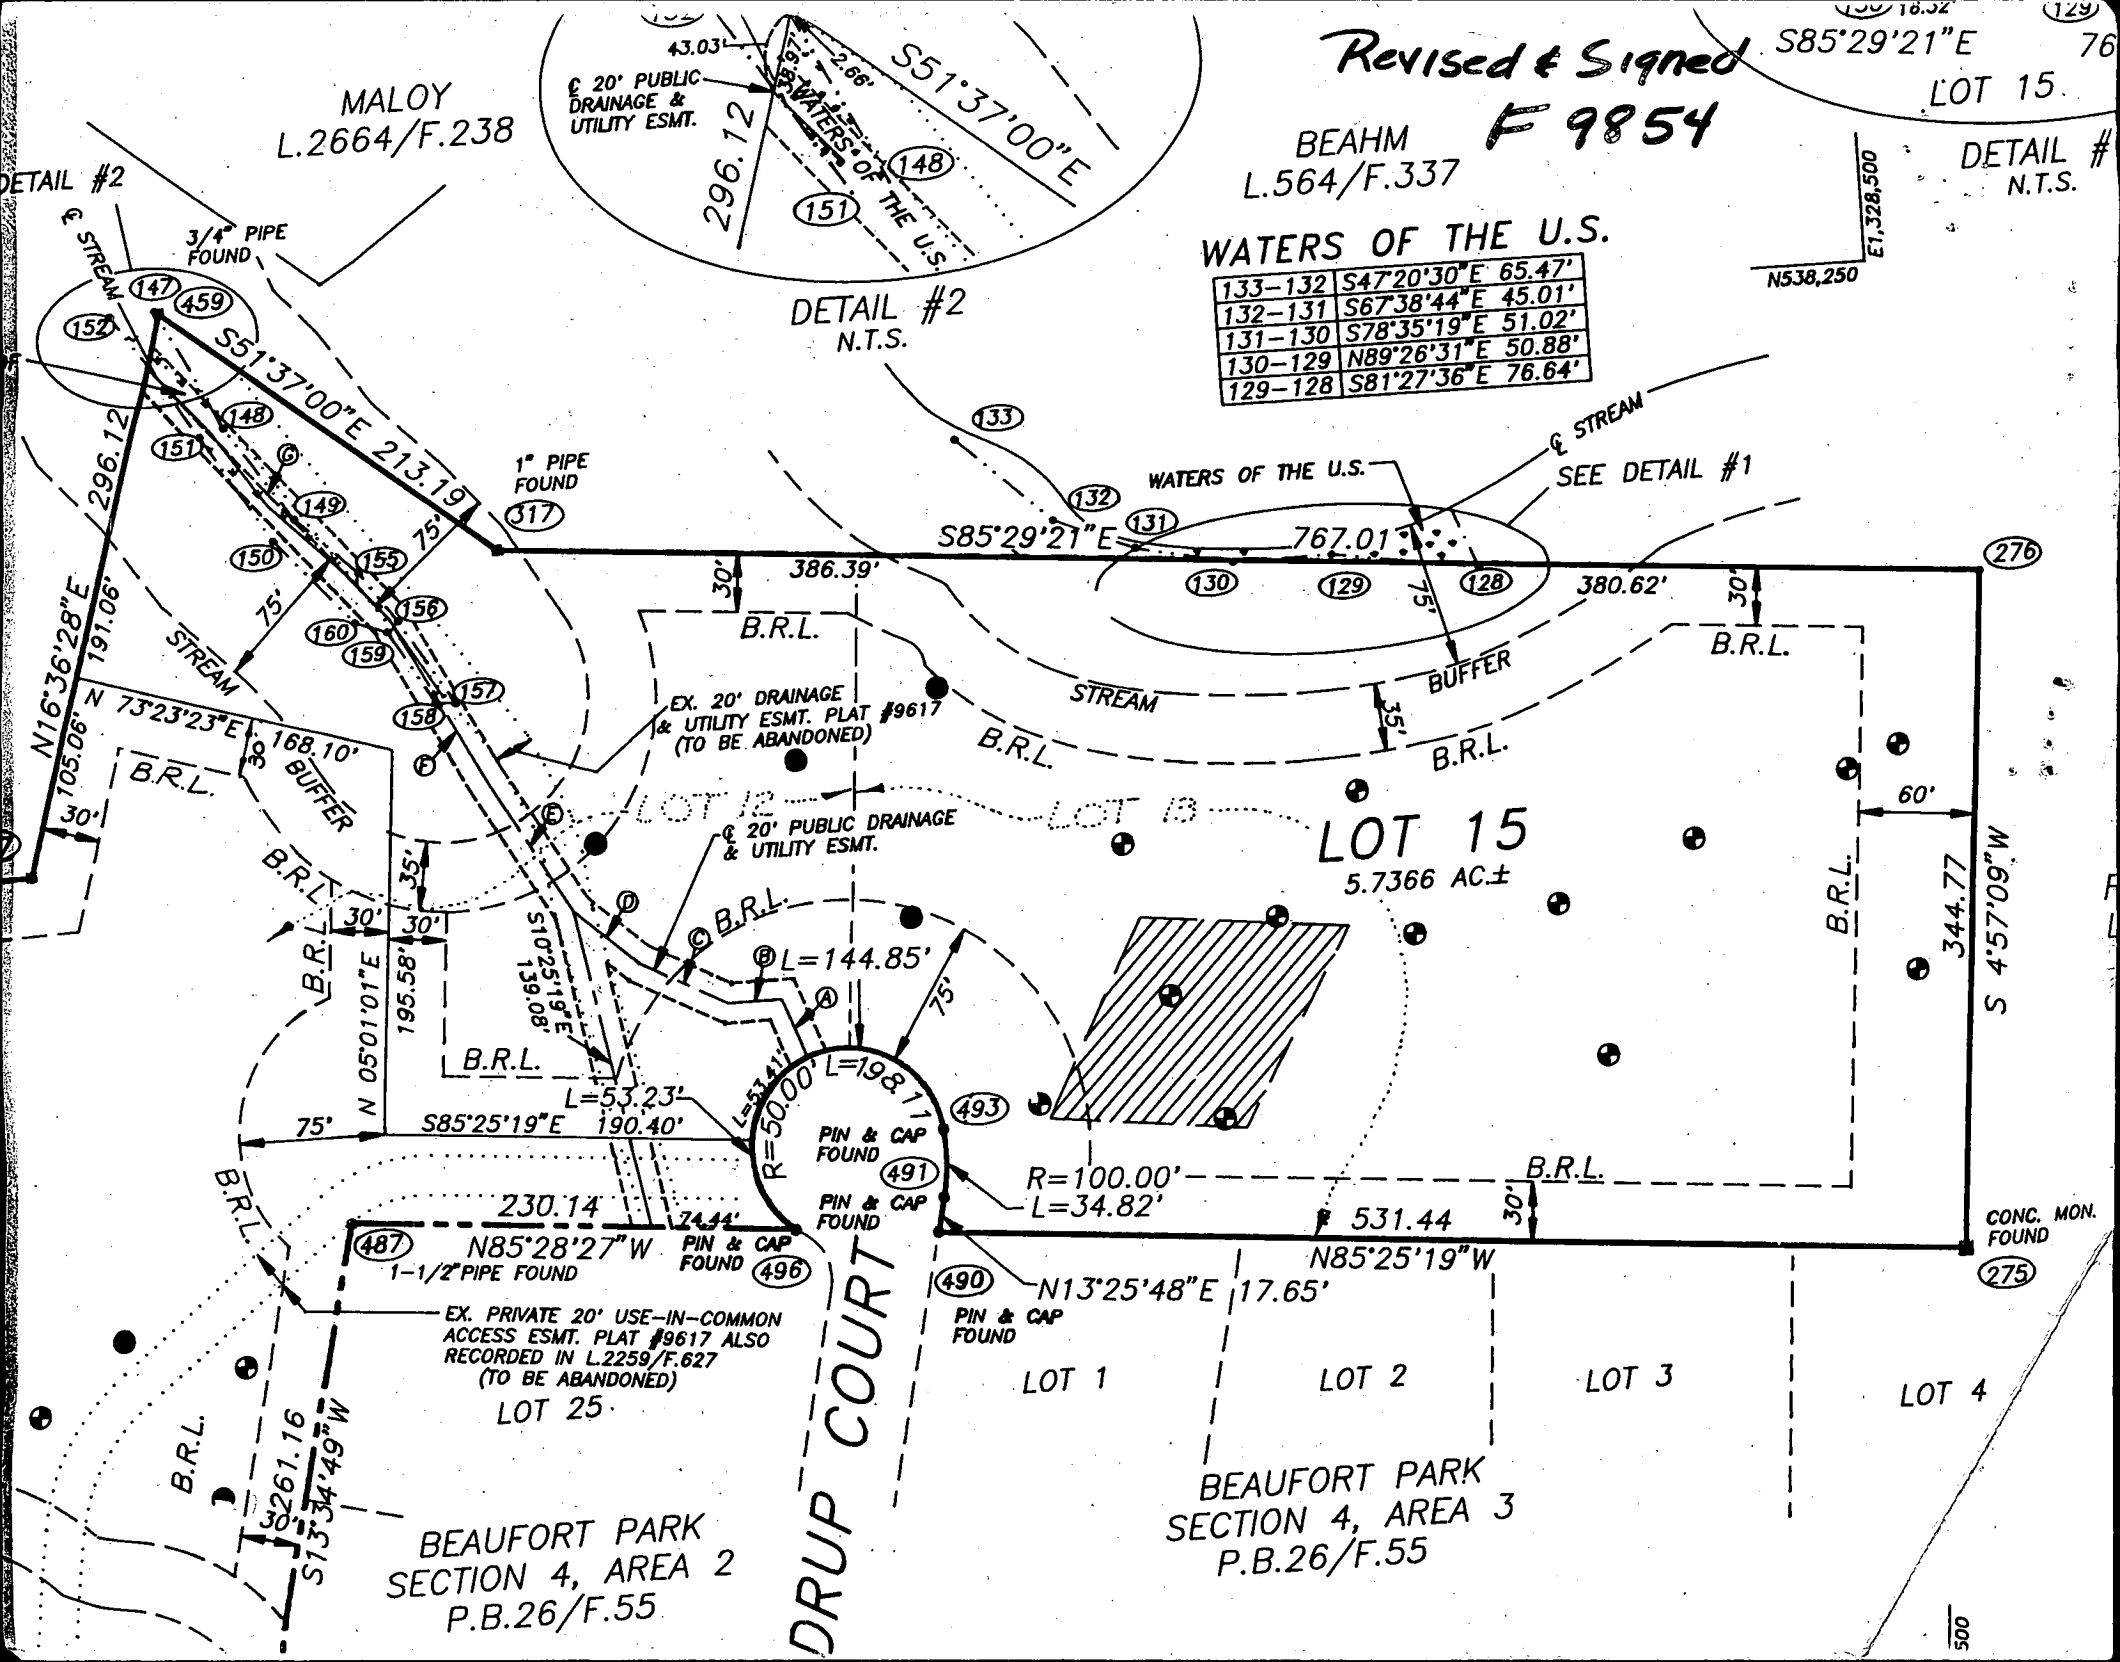 Revised & Signed
F 9854
MALOY
L.2664/F.238
43.03'
38.97'
2.66'
℄ 20' PUBLIC
DRAINAGE &
UTILITY ESMT.
S51°37'00"E
296.12
WATERS OF THE U.S.
148
151
DETAIL #2
N.T.S.
BEAHM
L.564/F.337
18.32'
129
S85°29'21"E
76
LOT 15
DETAIL #
N.T.S.
E1,328,500
N538,250
WATERS OF THE U.S.
133-132 S47°20'30"E 65.47'
132-131 S67°38'44"E 45.01'
131-130 S78°35'19"E 51.02'
130-129 N89°26'31"E 50.88'
129-128 S81°27'36"E 76.64'
DETAIL #2
℄ STREAM
3/4" PIPE
FOUND
147
459
152
S51°37'00"E 213.19
148
151
G
149
150
155
75'
75'
156
160
159
157
158
1" PIPE
FOUND
317
133
132
131
WATERS OF THE U.S.
℄ STREAM
SEE DETAIL #1
S85°29'21"E
767.01
386.39'
130
129
128
380.62'
276
30'
B.R.L.
75'
30'
B.R.L.
296.12
N16°36'28"E
191.06'
105.06'
STREAM
N 73°23'23"E
168.10'
30'
BUFFER
B.R.L.
30'
B.R.L.
EX. 20' DRAINAGE
& UTILITY ESMT. PLAT #9617
(TO BE ABANDONED)
F
E
STREAM
BUFFER
35'
B.R.L.
B.R.L.
LOT 12
LOT 13
℄ 20' PUBLIC DRAINAGE
& UTILITY ESMT.
LOT 15
5.7366 AC.±
60'
B.R.L.
344.77
S 4°57'09"W
35'
30'
30'
B.R.L.
N 05°01'01"E
195.58'
S10°25'19"E
139.08'
D
C
B.R.L.
B
L=144.85'
A
75'
B.R.L.
L=53.23'
L=53.41'
R=50.00'
L=198.11
493
S85°25'19"E 190.40'
75'
PIN & CAP
FOUND
491
R=100.00'
L=34.82'
PIN & CAP
FOUND
B.R.L.
30'
B.R.L.
230.14
74.44'
487
N85°28'27"W
1-1/2" PIPE FOUND
PIN & CAP
FOUND
496
531.44
N85°25'19"W
CONC. MON.
FOUND
275
490
N13°25'48"E 17.65'
PIN & CAP
FOUND
EX. PRIVATE 20' USE-IN-COMMON
ACCESS ESMT. PLAT #9617 ALSO
RECORDED IN L.2259/F.627
(TO BE ABANDONED)
LOT 25
LOT 1
LOT 2
LOT 3
LOT 4
DRUP COURT
B.R.L.
261.16
S13°34'49"W
30'
BEAUFORT PARK
SECTION 4, AREA 2
P.B.26/F.55
BEAUFORT PARK
SECTION 4, AREA 3
P.B.26/F.55
500